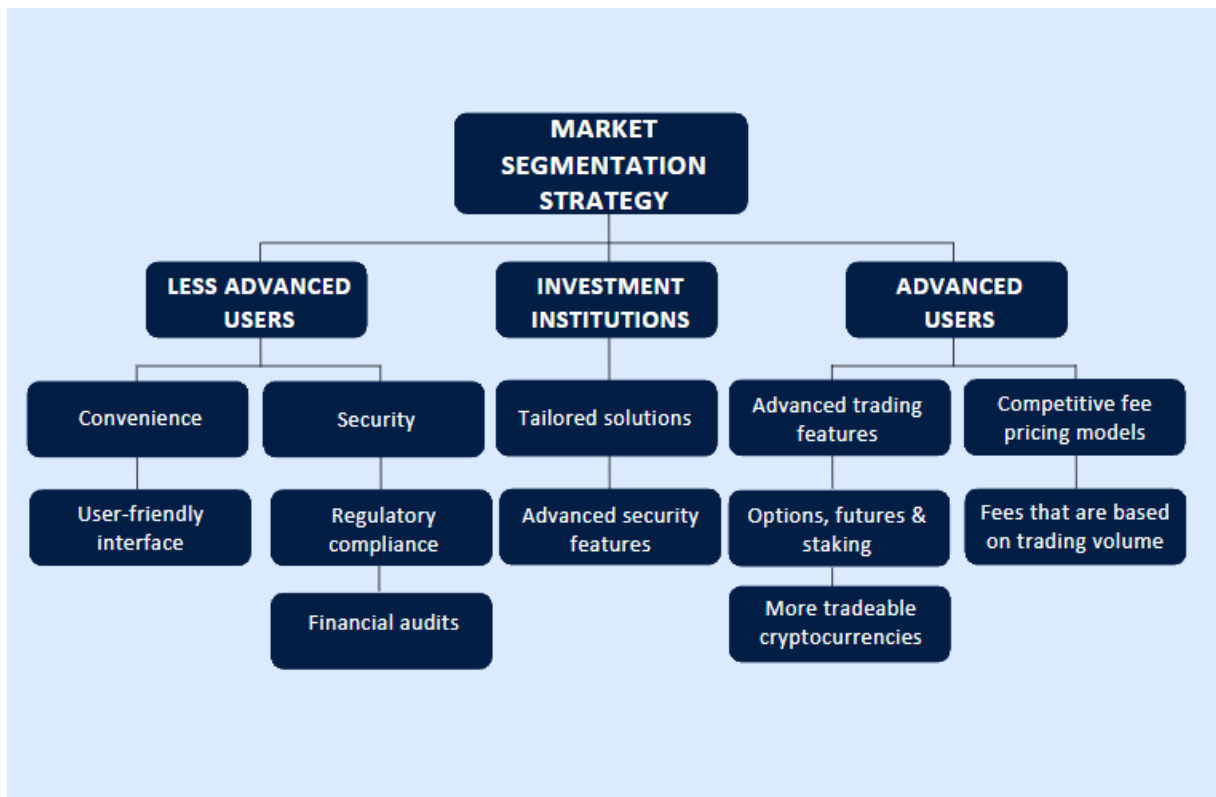 MARKET
SEGMENTATION
STRATEGY
LESS ADVANCED
USERS
INVESTMENT
INSTITUTIONS
ADVANCED
USERS
Convenience
Security
Tailored solutions
Advanced trading
features
Competitive fee
pricing models
User-friendly
interface
Regulatory
compliance
Advanced security
features
Options, futures &
staking
Fees that are based
on trading volume
Financial audits
More tradeable
cryptocurrencies